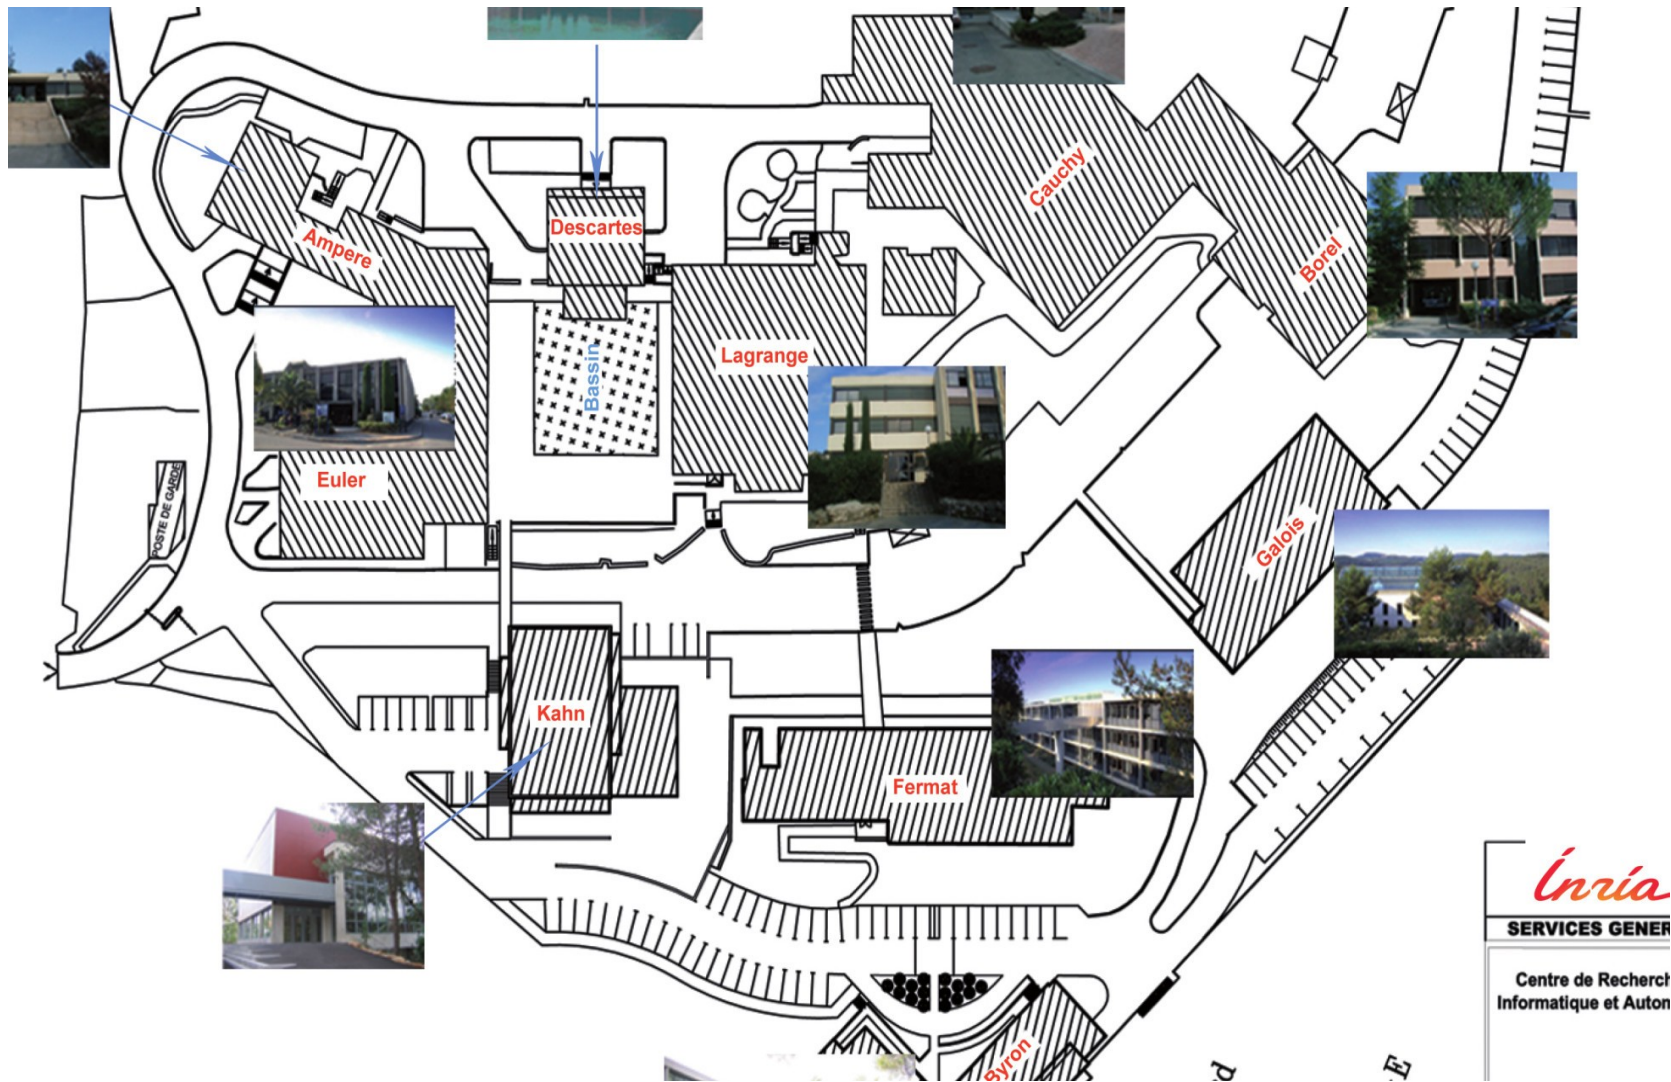 Cauchy
Descartes
Ampere
Borel
Lagrange
Bassin
Euler
POSTE DE GARDE
Galois
Kahn
Fermat
Inria
SERVICES GENER
Centre de Recherch
Informatique et Auton
Byron
d
E